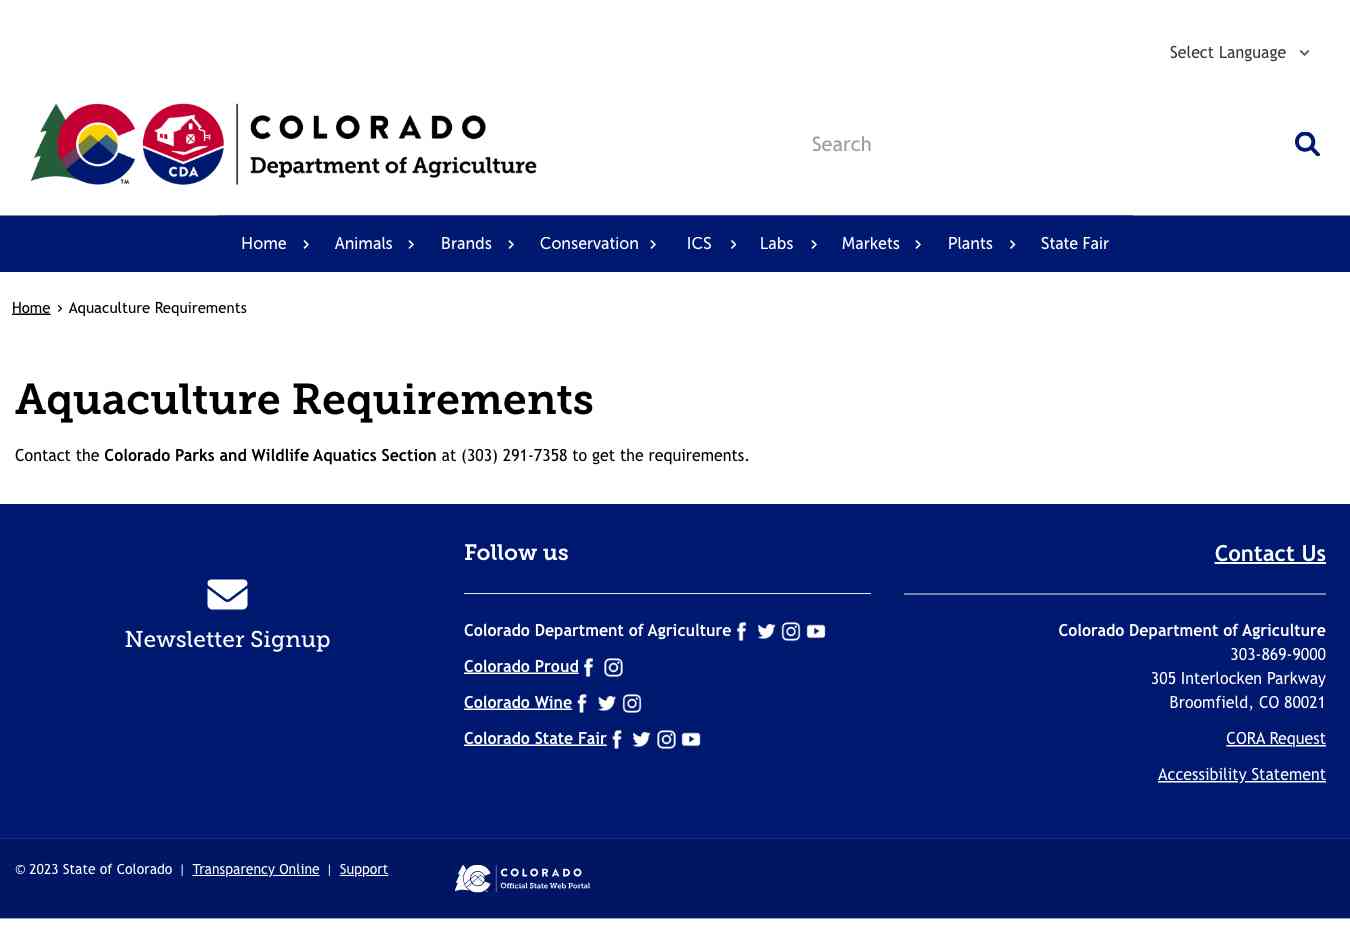 Select Language
CDA
TM
COLORADO
Department of Agriculture
Search
Home Animals Brands Conservation ICS Labs Markets Plants State Fair
Home › Aquaculture Requirements
Aquaculture Requirements
Contact the Colorado Parks and Wildlife Aquatics Section at (303) 291-7358 to get the requirements.
Newsletter Signup
Follow us
Colorado Department of Agriculture
Colorado Proud
Colorado Wine
Colorado State Fair
Contact Us
Colorado Department of Agriculture
303-869-9000
305 Interlocken Parkway
Broomfield, CO 80021
CORA Request
Accessibility Statement
© 2023 State of Colorado | Transparency Online | Support
COLORADO
Official State Web Portal